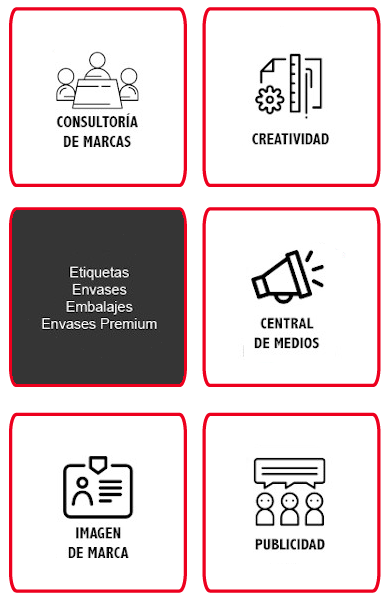 CONSULTORÍA
DE MARCAS
CREATIVIDAD
Etiquetas
Envases
Embalajes
Envases Premium
CENTRAL
DE MEDIOS
IMAGEN
DE MARCA
PUBLICIDAD